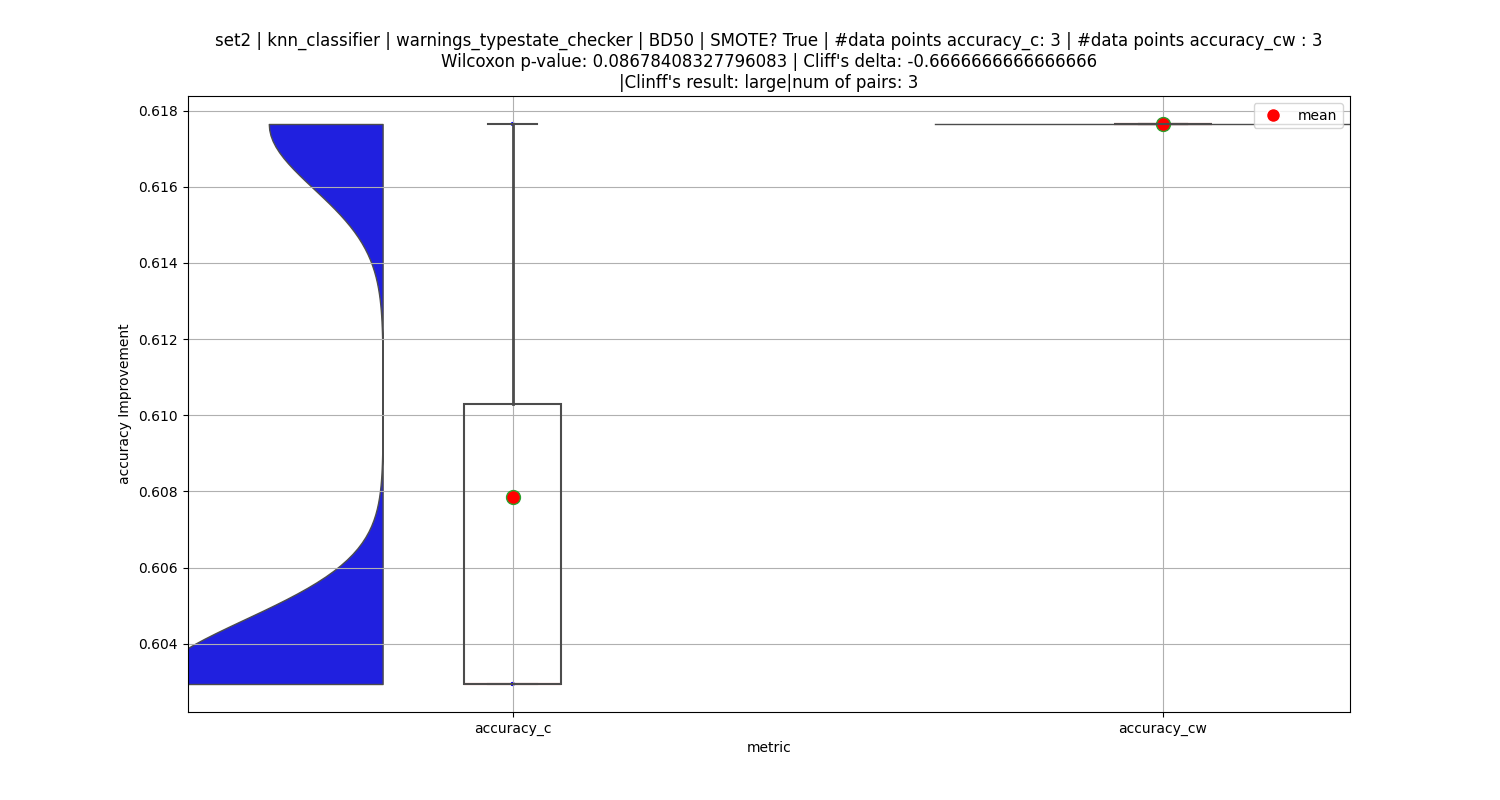 set2 | knn_classifier | warnings_typestate_checker | BD50 | SMOTE? True | #data points accuracy_c: 3 | #data points accuracy_cw : 3
Wilcoxon p-value: 0.08678408327796083 | Cliff's delta: -0.6666666666666666
|Clinff's result: large|num of pairs: 3
mean
0.618
0.616
0.614
0.612
0.610
0.608
0.606
0.604
accuracy Improvement
accuracy_c
accuracy_cw
metric